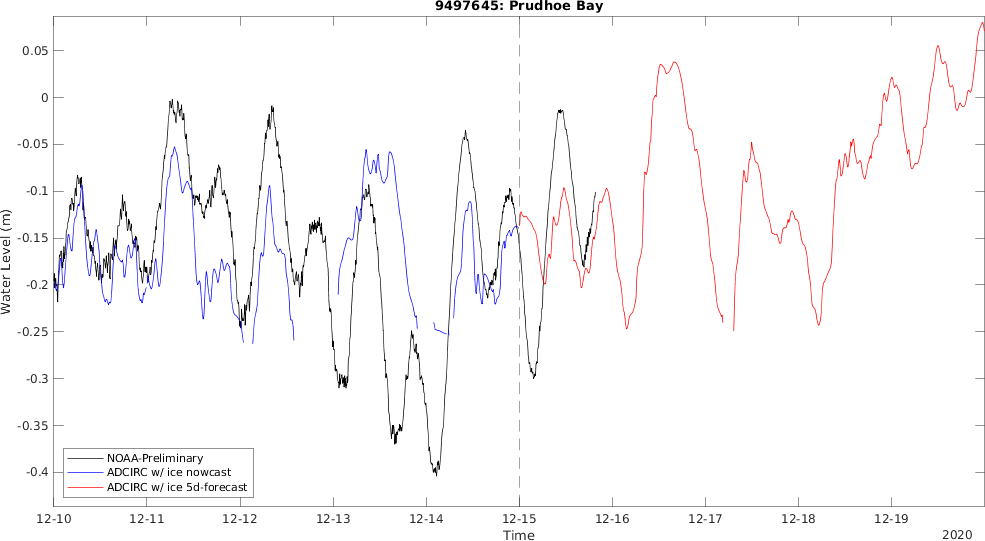 9497645: Prudhoe Bay
Water Level (m)
0.05
0
-0.05
-0.1
-0.15
-0.2
-0.25
-0.3
-0.35
-0.4
NOAA-Preliminary
ADCIRC w/ ice nowcast
ADCIRC w/ ice 5d-forecast
12-10 12-11 12-12 12-13 12-14 12-15 12-16 12-17 12-18 12-19
Time
2020